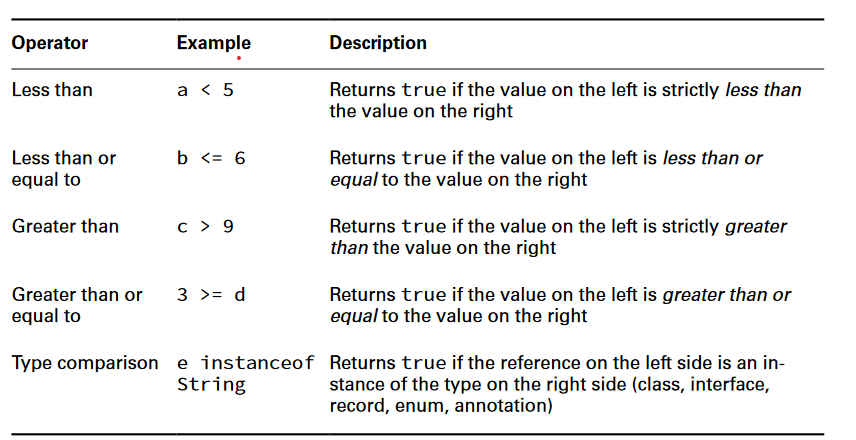 Operator Example Description
Less than a < 5 Returns true if the value on the left is strictly less than
the value on the right
Less than or b <= 6 Returns true if the value on the left is less than or
equal to equal to the value on the right
Greater than c > 9 Returns true if the value on the left is strictly greater
than the value on the right
Greater than or 3 >= d Returns true if the value on the left is greater than or
equal to equal to the value on the right
Type comparison e instanceof Returns true if the reference on the left side is an in-
String stance of the type on the right side (class, interface,
record, enum, annotation)